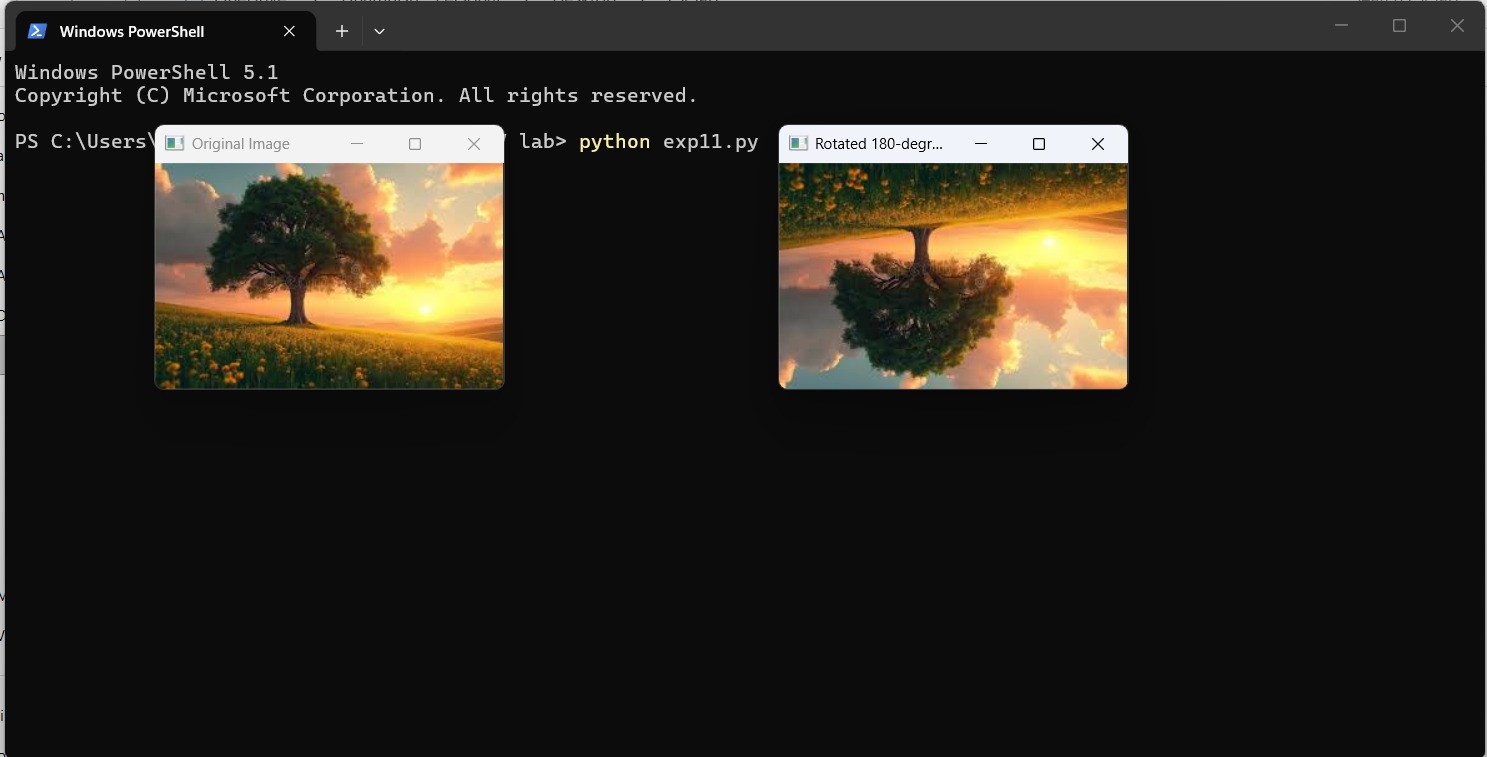 Windows PowerShell
Windows PowerShell 5.1
Copyright (C) Microsoft Corporation. All rights reserved.
PS C:\Users\ lab> python exp11.py
Original Image
Rotated 180-degr...